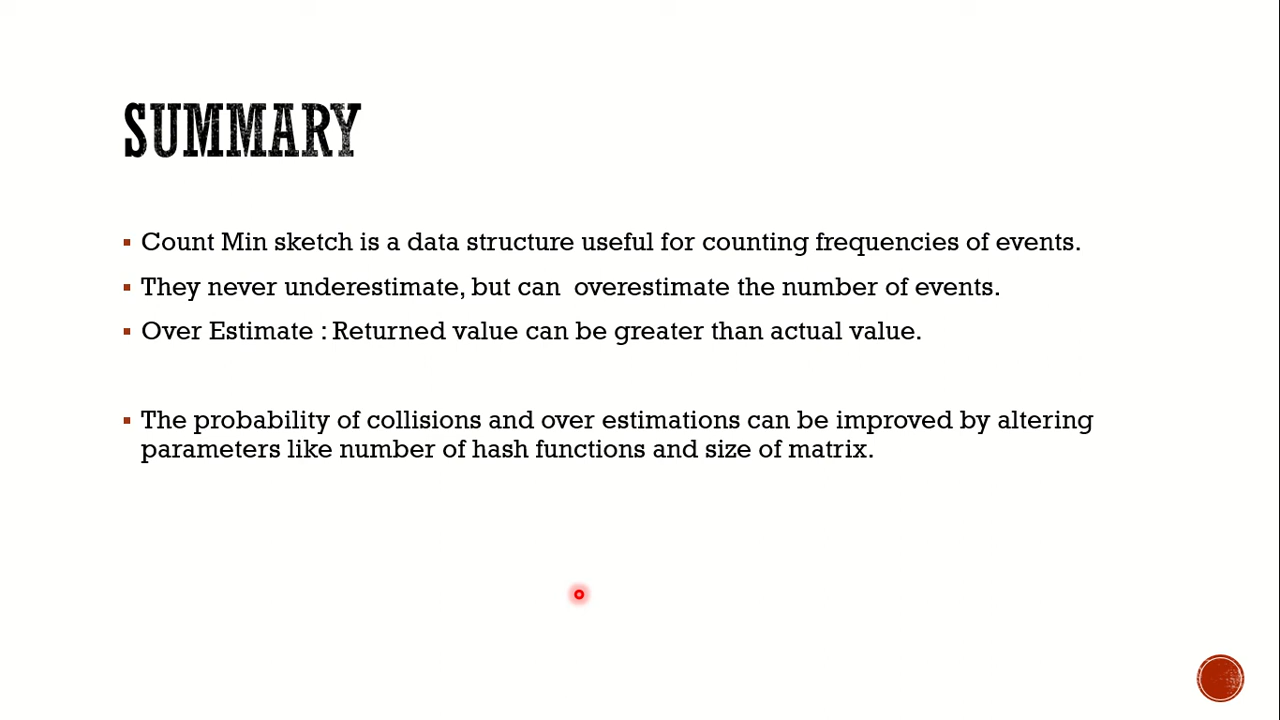 SUMMARY
Count Min sketch is a data structure useful for counting frequencies of events.
They never underestimate, but can  overestimate the number of events.
Over Estimate : Returned value can be greater than actual value.
The probability of collisions and over estimations can be improved by altering
parameters like number of hash functions and size of matrix.